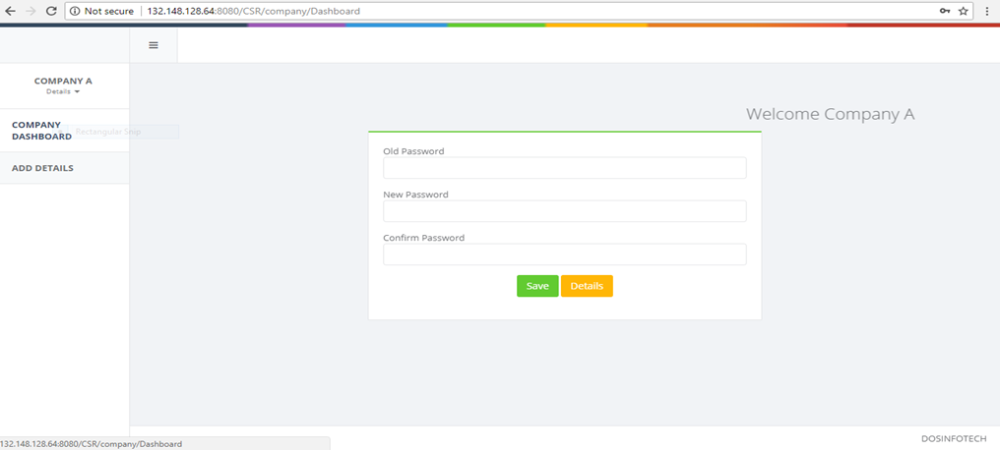 Not secure 132.148.128.64:8080/CSR/company/Dashboard
COMPANY A
Details
Welcome Company A
COMPANY
DASHBOARD
Rectangular Snip
ADD DETAILS
Old Password
New Password
Confirm Password
Save Details
DOSINFOTECH
132.148.128.64:8080/CSR/company/Dashboard